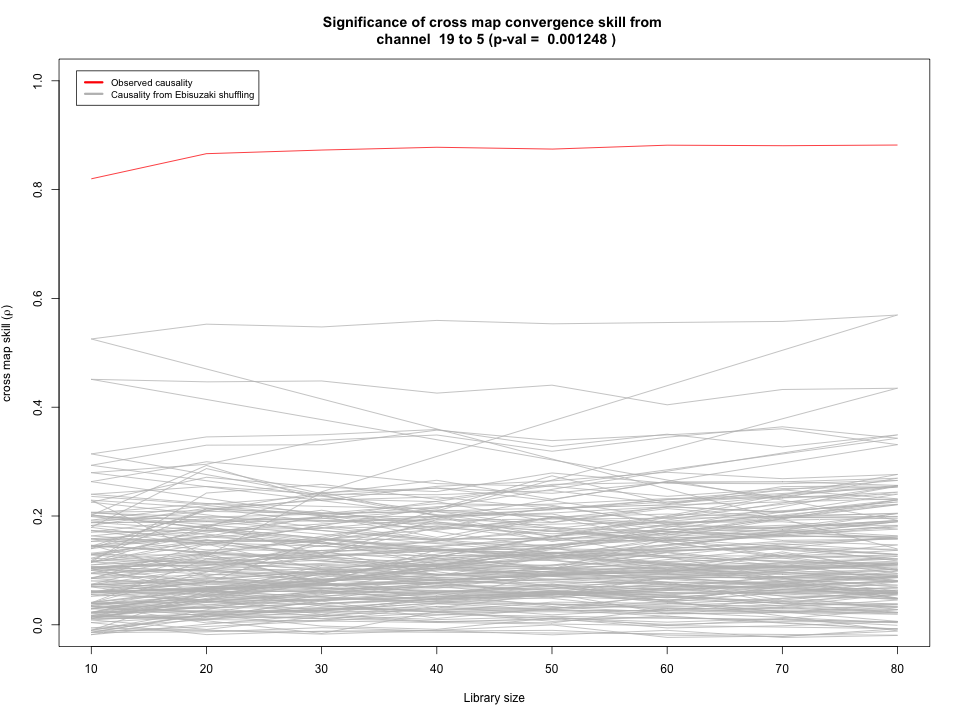 Significance of cross map convergence skill from
channel  19 to 5 (p-val =  0.001248 )
Observed causality
Causality from Ebisuzaki shuffling
cross map skill (ρ)
1.0
0.8
0.6
0.4
0.2
0.0
10 20 30 40 50 60 70 80
Library size